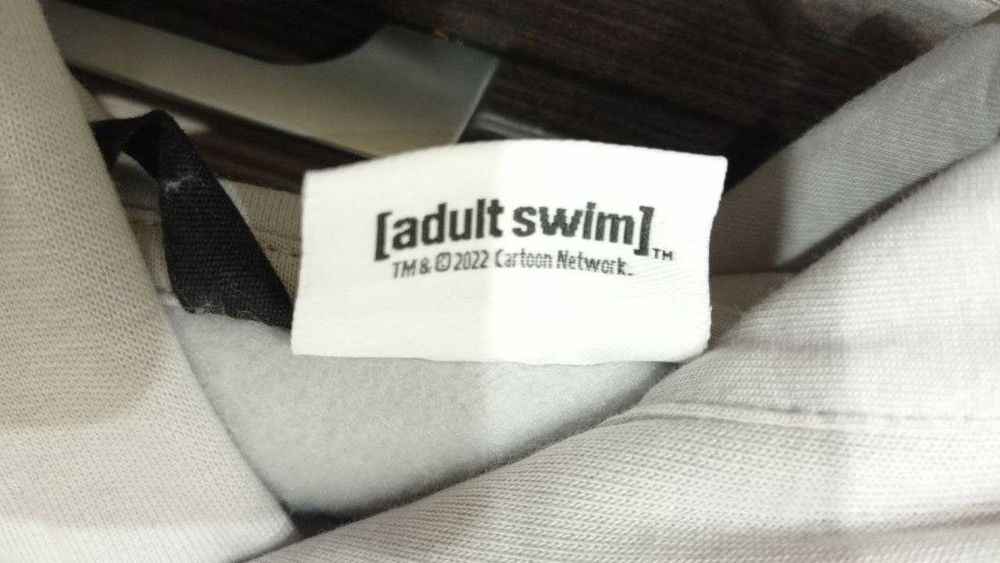 [adult swim]™
TM & © 2022 Cartoon Network.